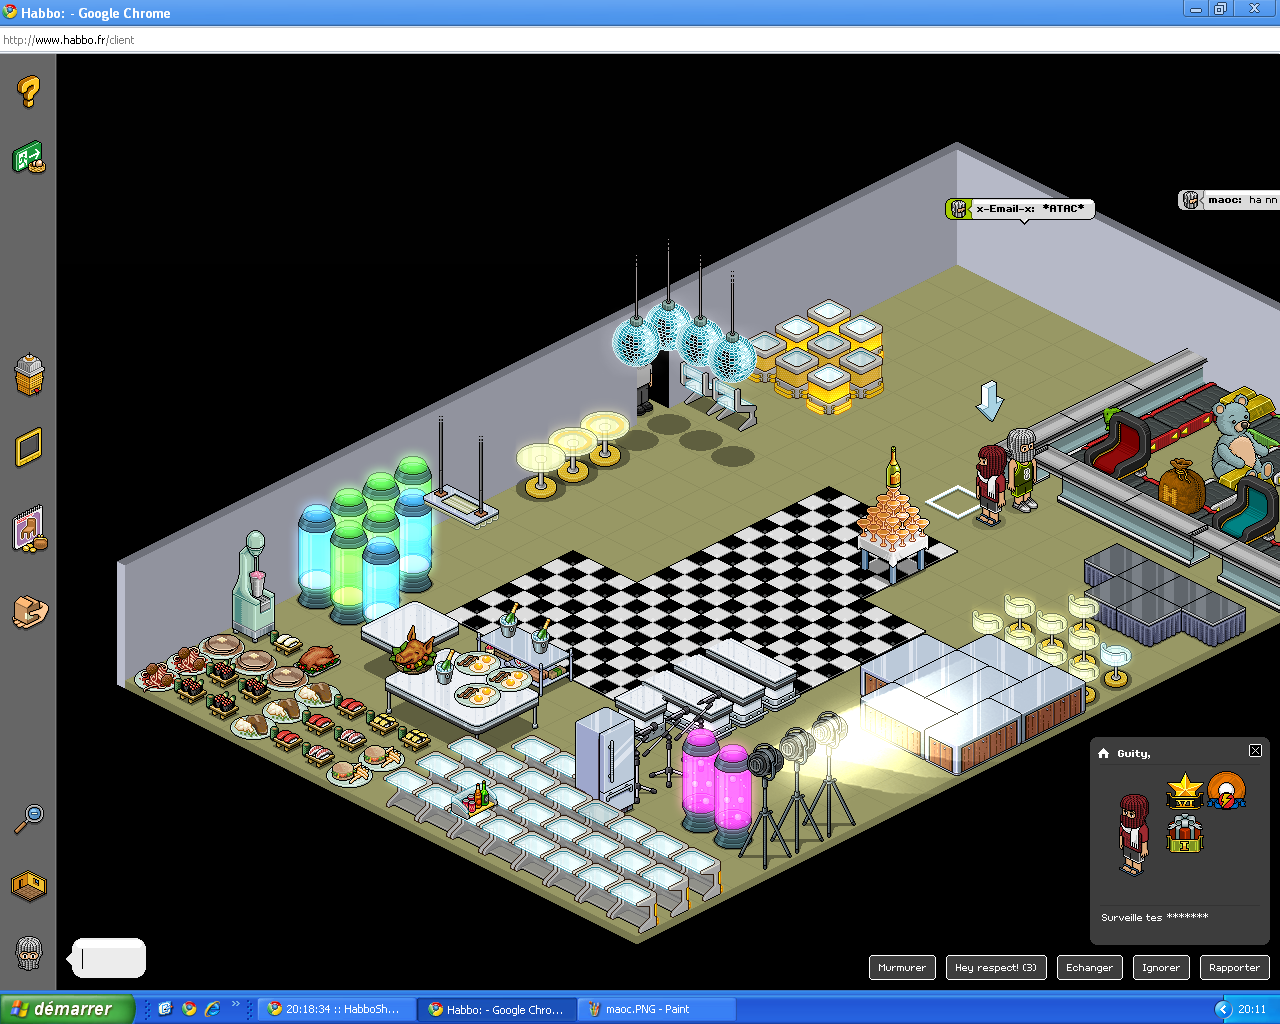 Habbo: - Google Chrome
http://www.habbo.fr/client
x-Email-x: *ATAC*
maoc: ha nn
H
Guity,
VI
I
Surveille tes *******
Murmurer
Hey respect! (3)
Echanger
Ignorer
Rapporter
démarrer
20:18:34 :: HabboSh...
Habbo: - Google Chro...
maoc.PNG - Paint
20:11